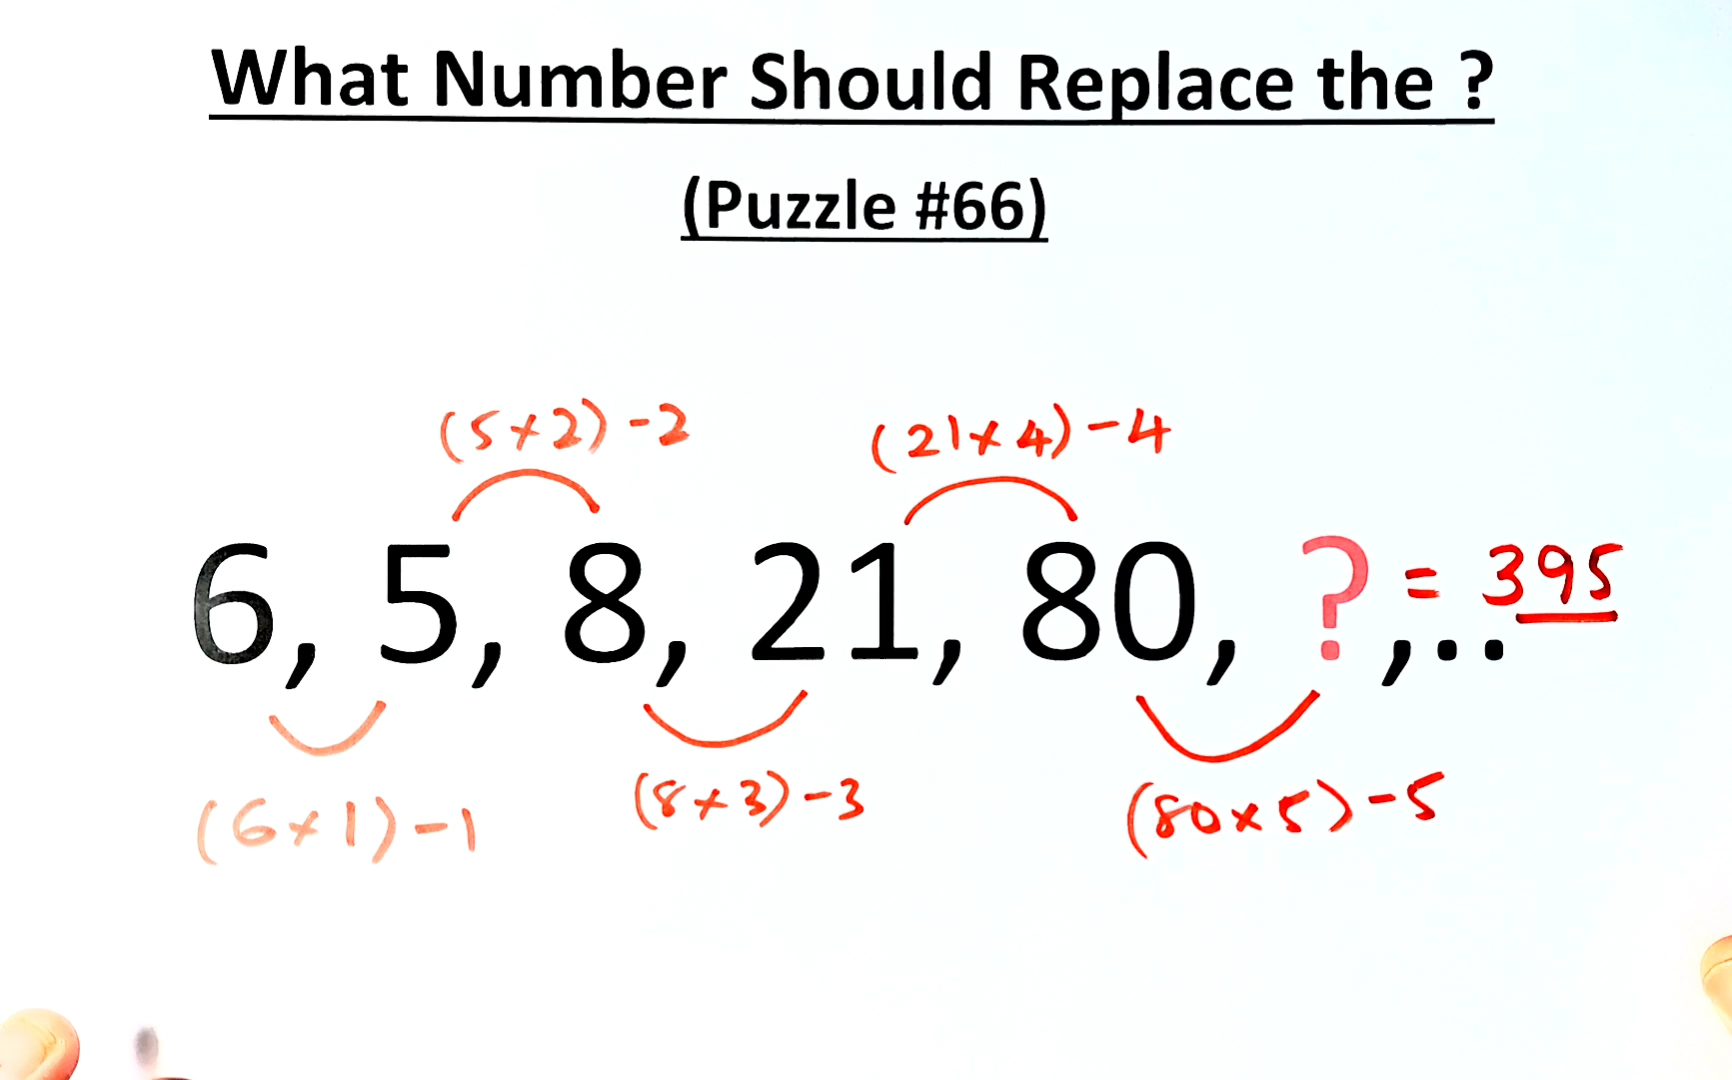 What Number Should Replace the ?
(Puzzle #66)
(5×2)-2
(21×4)-4
6, 5, 8, 21, 80, ?,.. = 395
(6×1)-1
(8×3)-3
(80×5)-5